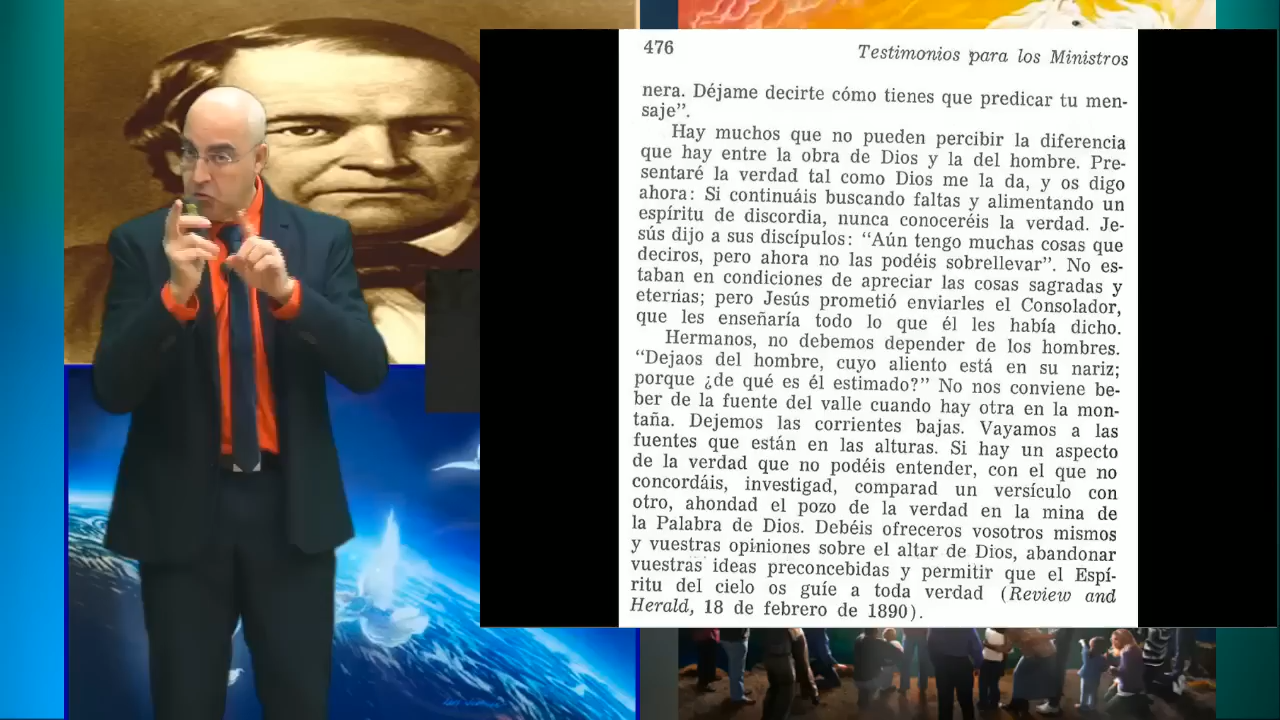 476
Testimonios para los Ministros
nera. Déjame decirte cómo tienes que predicar tu men-
saje”.
Hay muchos que no pueden percibir la diferencia
que hay entre la obra de Dios y la del hombre. Pre-
sentaré la verdad tal como Dios me la da, y os digo
ahora: Si continuáis buscando faltas y alimentando un
espíritu de discordia, nunca conoceréis la verdad. Je-
sús dijo a sus discípulos: “Aún tengo muchas cosas que
deciros, pero ahora no las podéis sobrellevar”. No es-
taban en condiciones de apreciar las cosas sagradas y
eternas; pero Jesús prometió enviarles el Consolador,
que les enseñaría todo lo que él les había dicho.
Hermanos, no debemos depender de los hombres.
“Dejaos del hombre, cuyo aliento está en su nariz;
porque ¿de qué es él estimado?” No nos conviene be-
ber de la fuente del valle cuando hay otra en la mon-
taña. Dejemos las corrientes bajas. Vayamos a las
fuentes que están en las alturas. Si hay un aspecto
de la verdad que no podéis entender, con el que no
concordáis, investigad, comparad un versículo con
otro, ahondad el pozo de la verdad en la mina de
la Palabra de Dios. Debéis ofreceros vosotros mismos
y vuestras opiniones sobre el altar de Dios, abandonar
vuestras ideas preconcebidas y permitir que el Espí-
ritu del cielo os guíe a toda verdad (Review and
Herald, 18 de febrero de 1890).